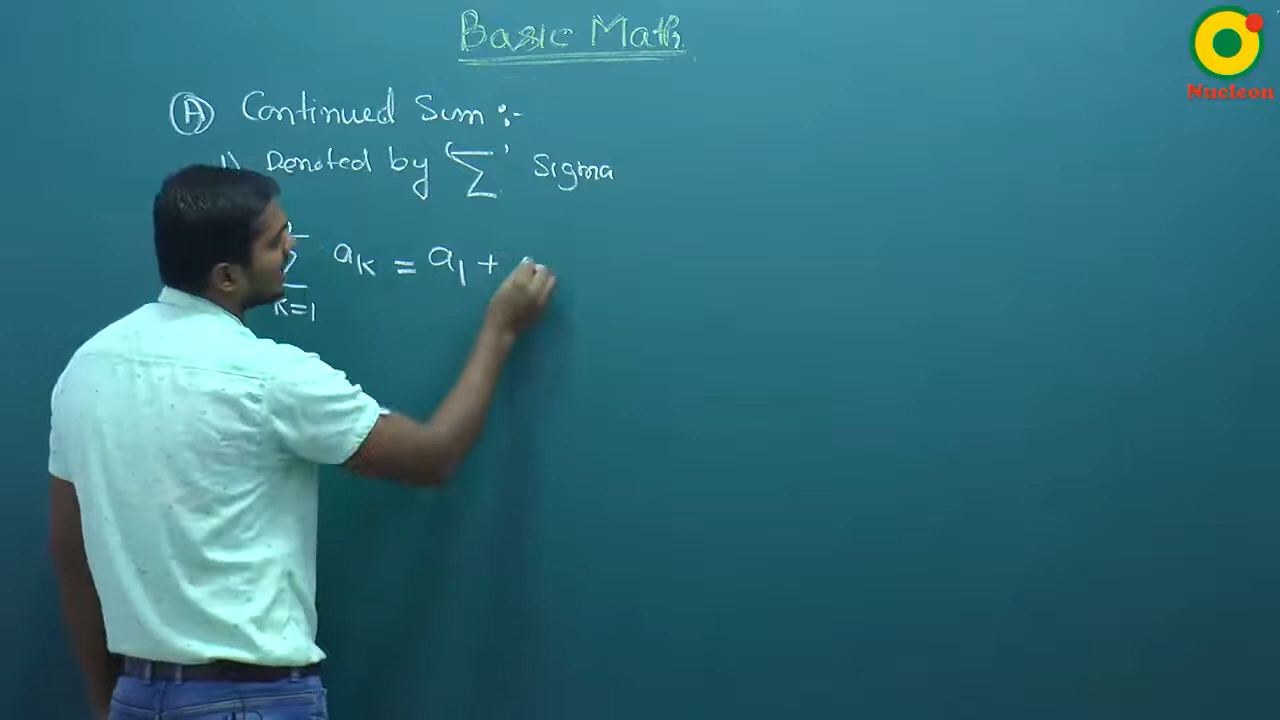 Basic Math
Nucleon
(A) Continued Sum :-
1) Denoted by '∑' Sigma
∑ aK = a1 +
K=1